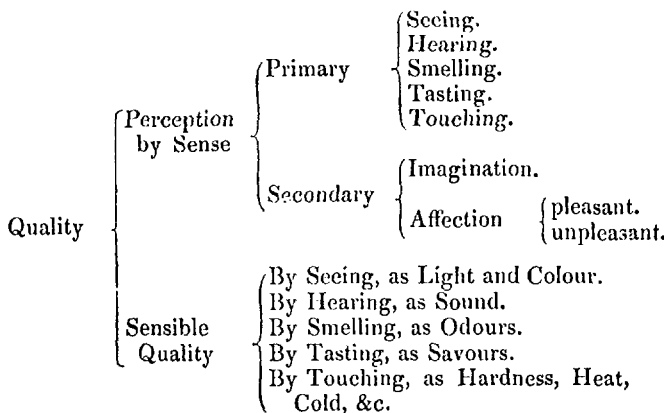 Quality
Perception
by Sense
Primary
Seeing.
Hearing.
Smelling.
Tasting.
Touching.
Secondary
Imagination.
Affection
pleasant.
unpleasant.
Sensible
Quality
By Seeing, as Light and Colour.
By Hearing, as Sound.
By Smelling, as Odours.
By Tasting, as Savours.
By Touching, as Hardness, Heat,
Cold, &c.